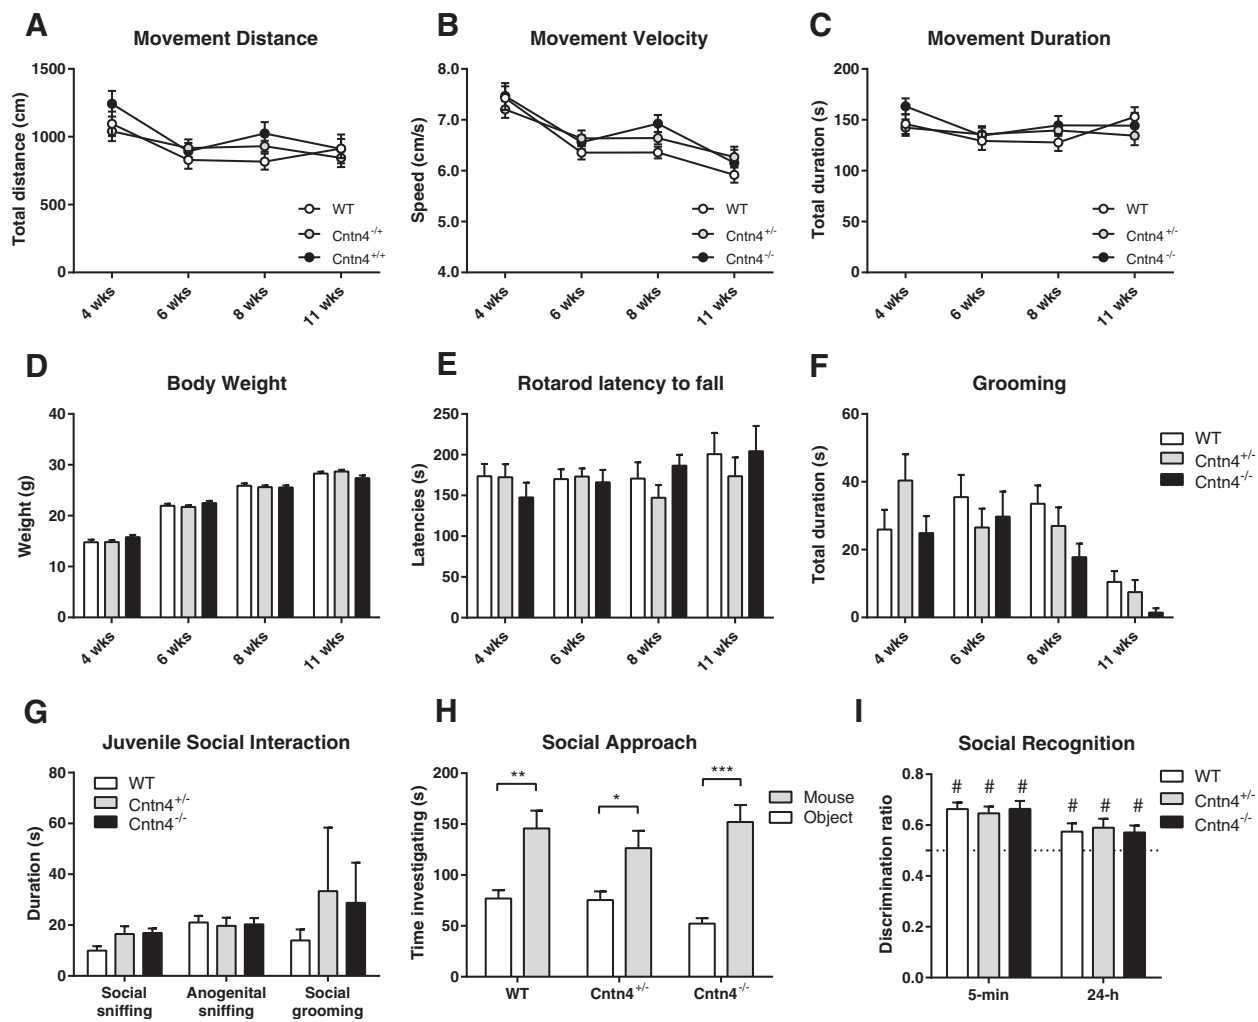 A
Movement Distance
Total distance (cm)
1500
1000
500
0
WT
Cntn4-/+
Cntn4+/+
4 wks
6 wks
8 wks
11 wks
B
Movement Velocity
Speed (cm/s)
8.0
7.0
6.0
5.0
4.0
WT
Cntn4+/-
Cntn4-/-
4 wks
6 wks
8 wks
11 wks
C
Movement Duration
Total duration (s)
200
150
100
50
0
WT
Cntn4+/-
Cntn4-/-
4 wks
6 wks
8 wks
11 wks
D
Body Weight
Weight (g)
40
30
20
10
0
4 wks
6 wks
8 wks
11 wks
E
Rotarod latency to fall
Latencies (s)
250
200
150
100
50
0
4 wks
6 wks
8 wks
11 wks
F
Grooming
Total duration (s)
60
40
20
0
4 wks
6 wks
8 wks
11 wks
WT
Cntn4+/-
Cntn4-/-
G
Juvenile Social Interaction
Duration (s)
80
60
40
20
0
WT
Cntn4+/-
Cntn4-/-
Social
sniffing
Anogenital
sniffing
Social
grooming
H
Social Approach
Time investigating (s)
200
150
100
50
0
**
*
***
Mouse
Object
WT
Cntn4+/-
Cntn4-/-
I
Social Recognition
Discrimination ratio
0.8
0.6
0.4
0.2
0.0
# # #
# # #
5-min
24-h
WT
Cntn4+/-
Cntn4-/-